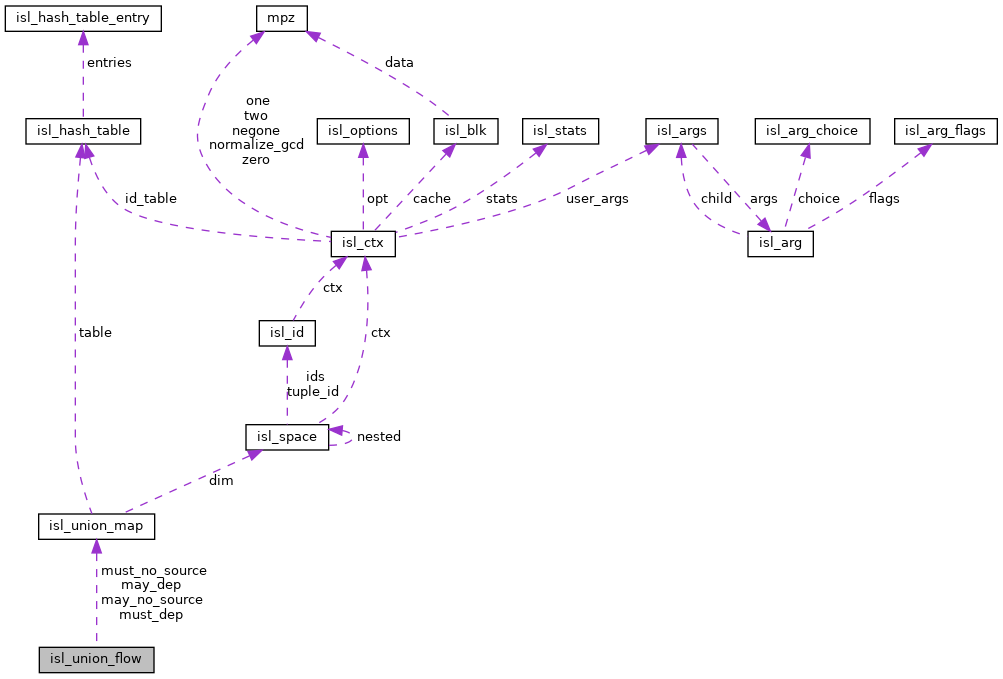 isl_hash_table_entry
mpz
entries
data
one
two
negone
normalize_gcd
zero
isl_hash_table
isl_options
isl_blk
isl_stats
isl_args
isl_arg_choice
isl_arg_flags
id_table
opt
cache
stats
user_args
child
args
choice
flags
isl_ctx
isl_arg
ctx
table
isl_id
ctx
ids
tuple_id
isl_space
nested
dim
isl_union_map
must_no_source
may_dep
may_no_source
must_dep
isl_union_flow